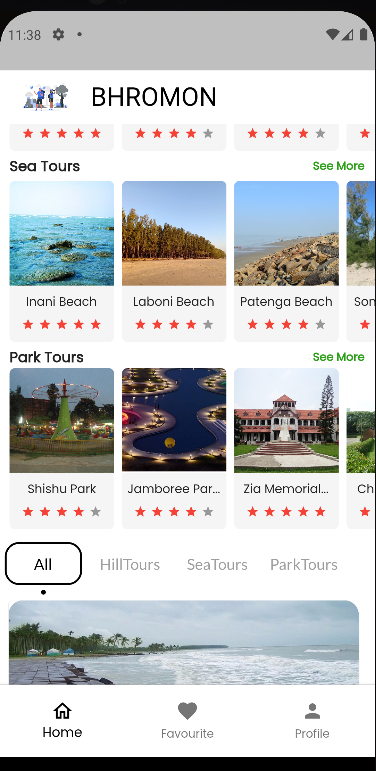 11:38
BHROMON
Sea Tours See More
Inani Beach Laboni Beach Patenga Beach Son
Park Tours See More
Shishu Park Jamboree Par... Zia Memorial... Ch
All HillTours SeaTours ParkTours
Home Favourite Profile